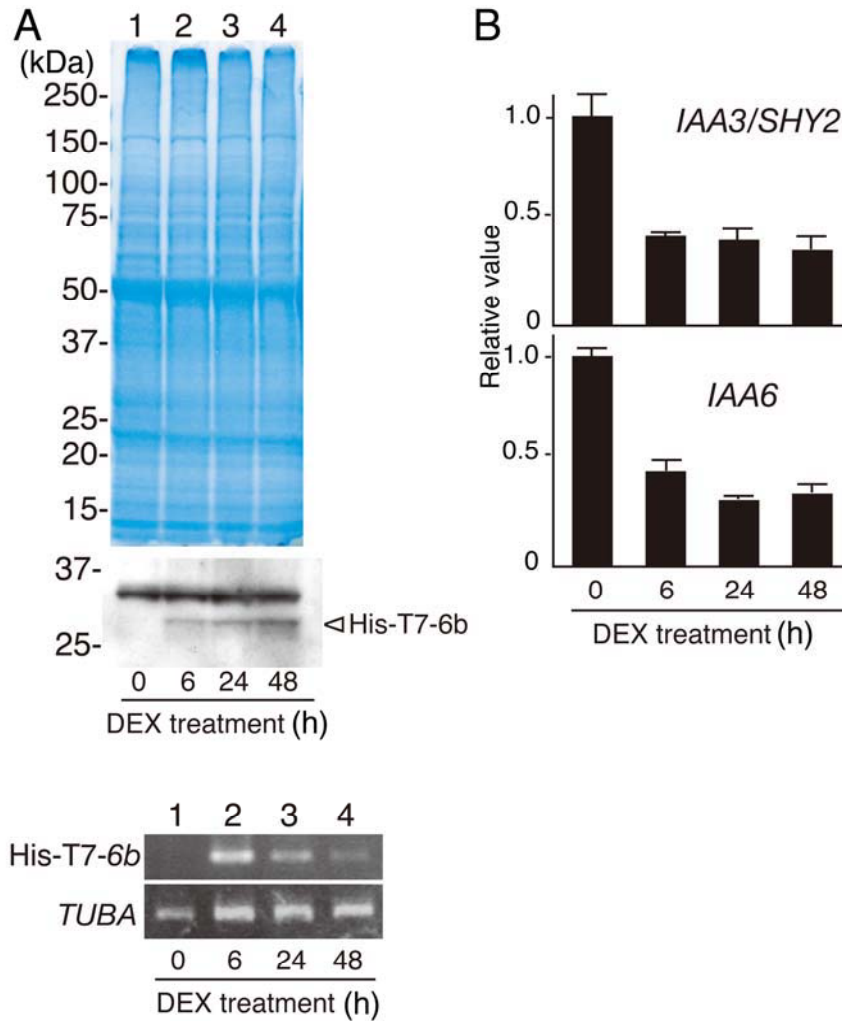 A
1 2 3 4
(kDa)
250-
150-
100-
75-
50-
37-
25-
20-
15-
37-
25-
◁His-T7-6b
0 6 24 48
DEX treatment (h)
1 2 3 4
His-T7-6b
TUBA
0 6 24 48
DEX treatment (h)
B
Relative value
1.0
0.5
0
IAA3/SHY2
1.0
0.5
0
IAA6
0 6 24 48
DEX treatment (h)